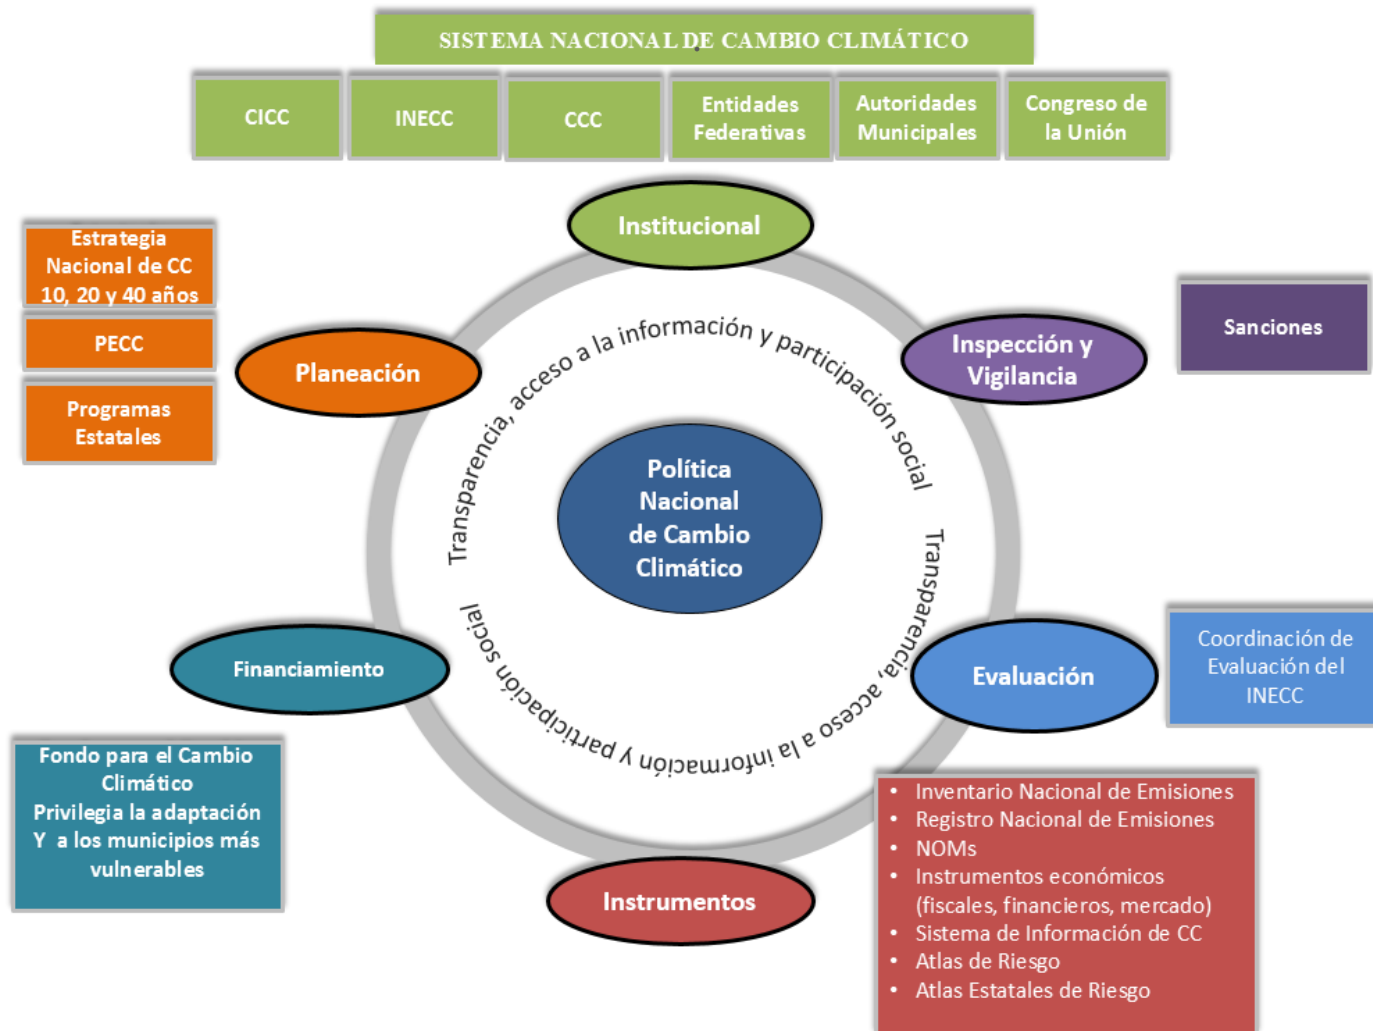 SISTEMA NACIONAL DE CAMBIO CLIMÁTICO
CICC
INECC
CCC
Entidades
Federativas
Autoridades
Municipales
Congreso de
la Unión
Institucional
Estrategia
Nacional de CC
10, 20 y 40 años
PECC
Programas
Estatales
Planeación
Inspección y
Vigilancia
Sanciones
Transparencia, acceso a la información y participación social
Política
Nacional
de Cambio
Climático
Transparencia, acceso a la información y participación social
Financiamiento
Fondo para el Cambio
Climático
Privilegia la adaptación
Y a los municipios más
vulnerables
Evaluación
Coordinación de
Evaluación del
INECC
Instrumentos
• Inventario Nacional de Emisiones
• Registro Nacional de Emisiones
• NOMs
• Instrumentos económicos
(fiscales, financieros, mercado)
• Sistema de Información de CC
• Atlas de Riesgo
• Atlas Estatales de Riesgo